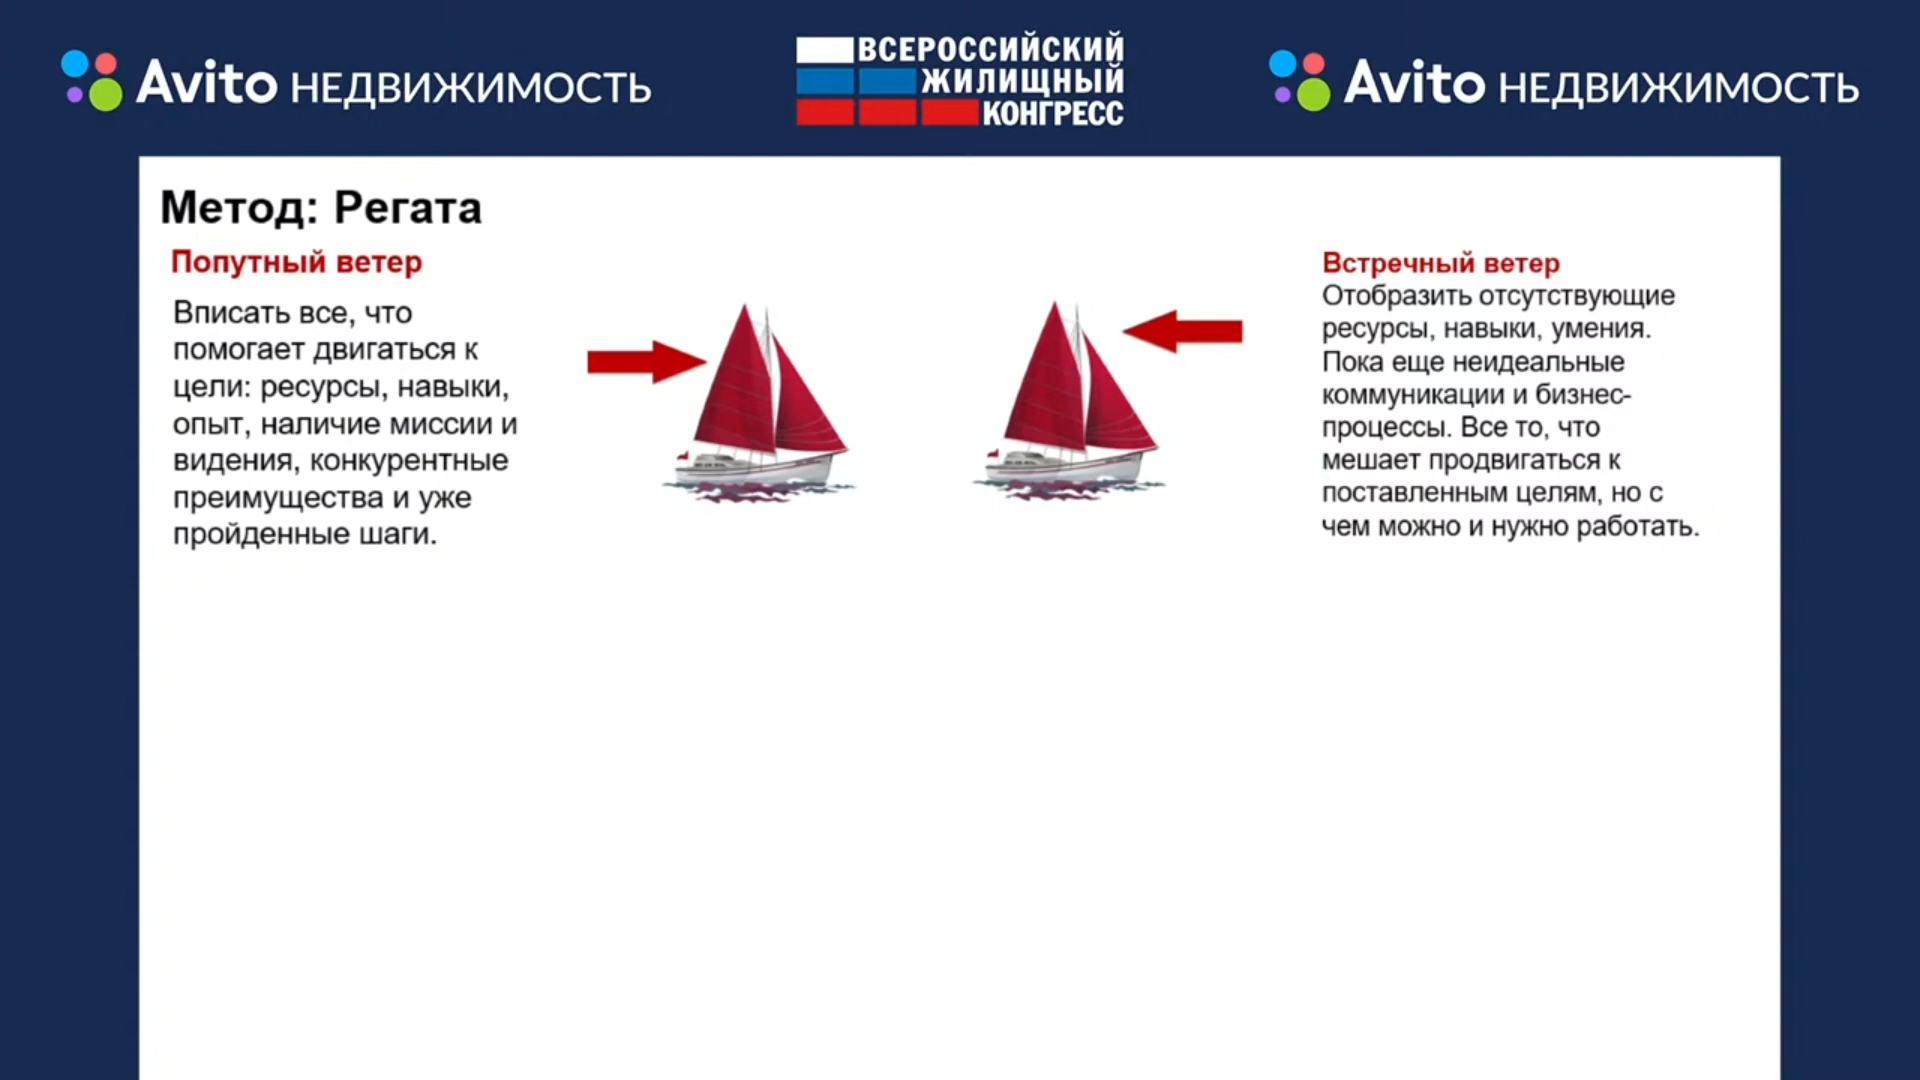 Avito НЕДВИЖИМОСТЬ
ВСЕРОССИЙСКИЙ
ЖИЛИЩНЫЙ
КОНГРЕСС
Avito НЕДВИЖИМОСТЬ
Метод: Регата
Попутный ветер
Вписать все, что
помогает двигаться к
цели: ресурсы, навыки,
опыт, наличие миссии и
видения, конкурентные
преимущества и уже
пройденные шаги.
Встречный ветер
Отобразить отсутствующие
ресурсы, навыки, умения.
Пока еще неидеальные
коммуникации и бизнес-
процессы. Все то, что
мешает продвигаться к
поставленным целям, но с
чем можно и нужно работать.